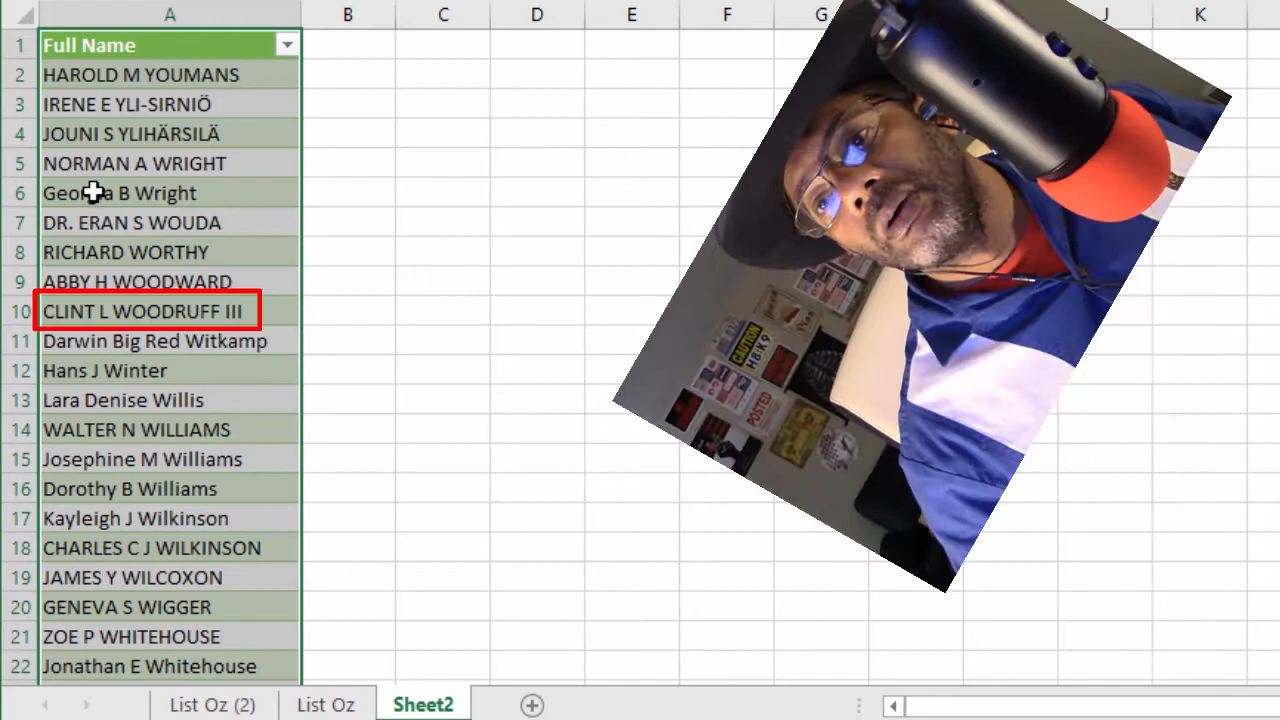 A B C D E F G J K
1 Full Name
2 HAROLD M YOUMANS
3 IRENE E YLI-SIRNIÖ
4 JOUNI S YLIHÄRSILÄ
5 NORMAN A WRIGHT
6 B Wright
7 DR. ERAN S WOUDA
8 RICHARD WORTHY
9 ABBY H WOODWARD
10 CLINT L WOODRUFF III
11 Darwin Big Red Witkamp
12 Hans J Winter
13 Lara Denise Willis
14 WALTER N WILLIAMS
15 Josephine M Williams
16 Dorothy B Williams
17 Kayleigh J Wilkinson
18 CHARLES C J WILKINSON
19 JAMES Y WILCOXON
20 GENEVA S WIGGER
21 ZOE P WHITEHOUSE
22 Jonathan E Whitehouse
CAUTION
H8:K9
POSTED
List Oz (2) List Oz Sheet2